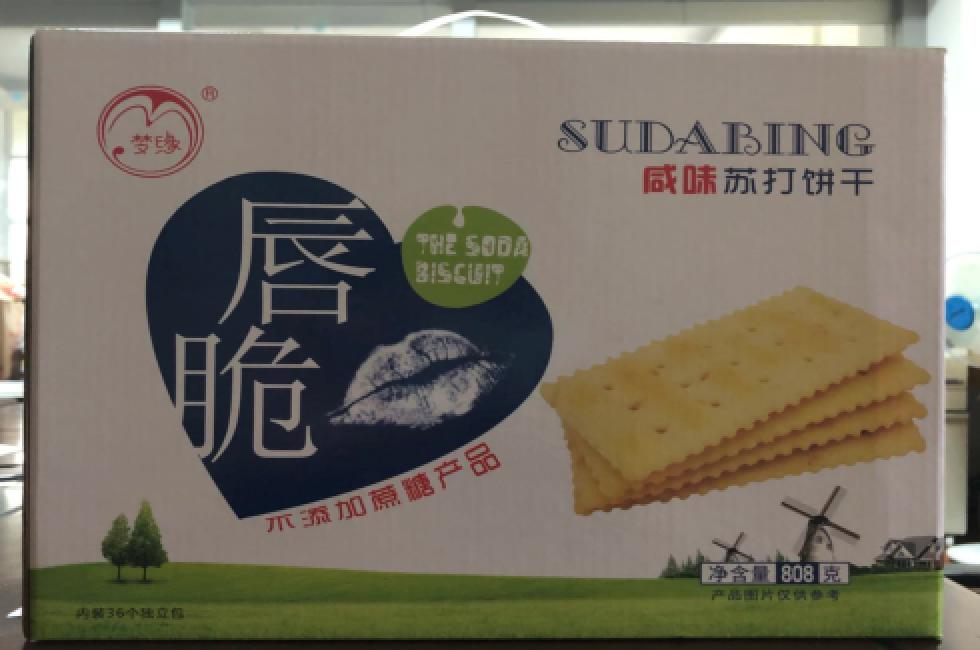 梦缘
®
SUDABING
咸味苏打饼干
唇
脆
THE SODA
BISCUIT
不添加蔗糖产品
净含量 808 克
产品图片仅供参考
内装36个独立包